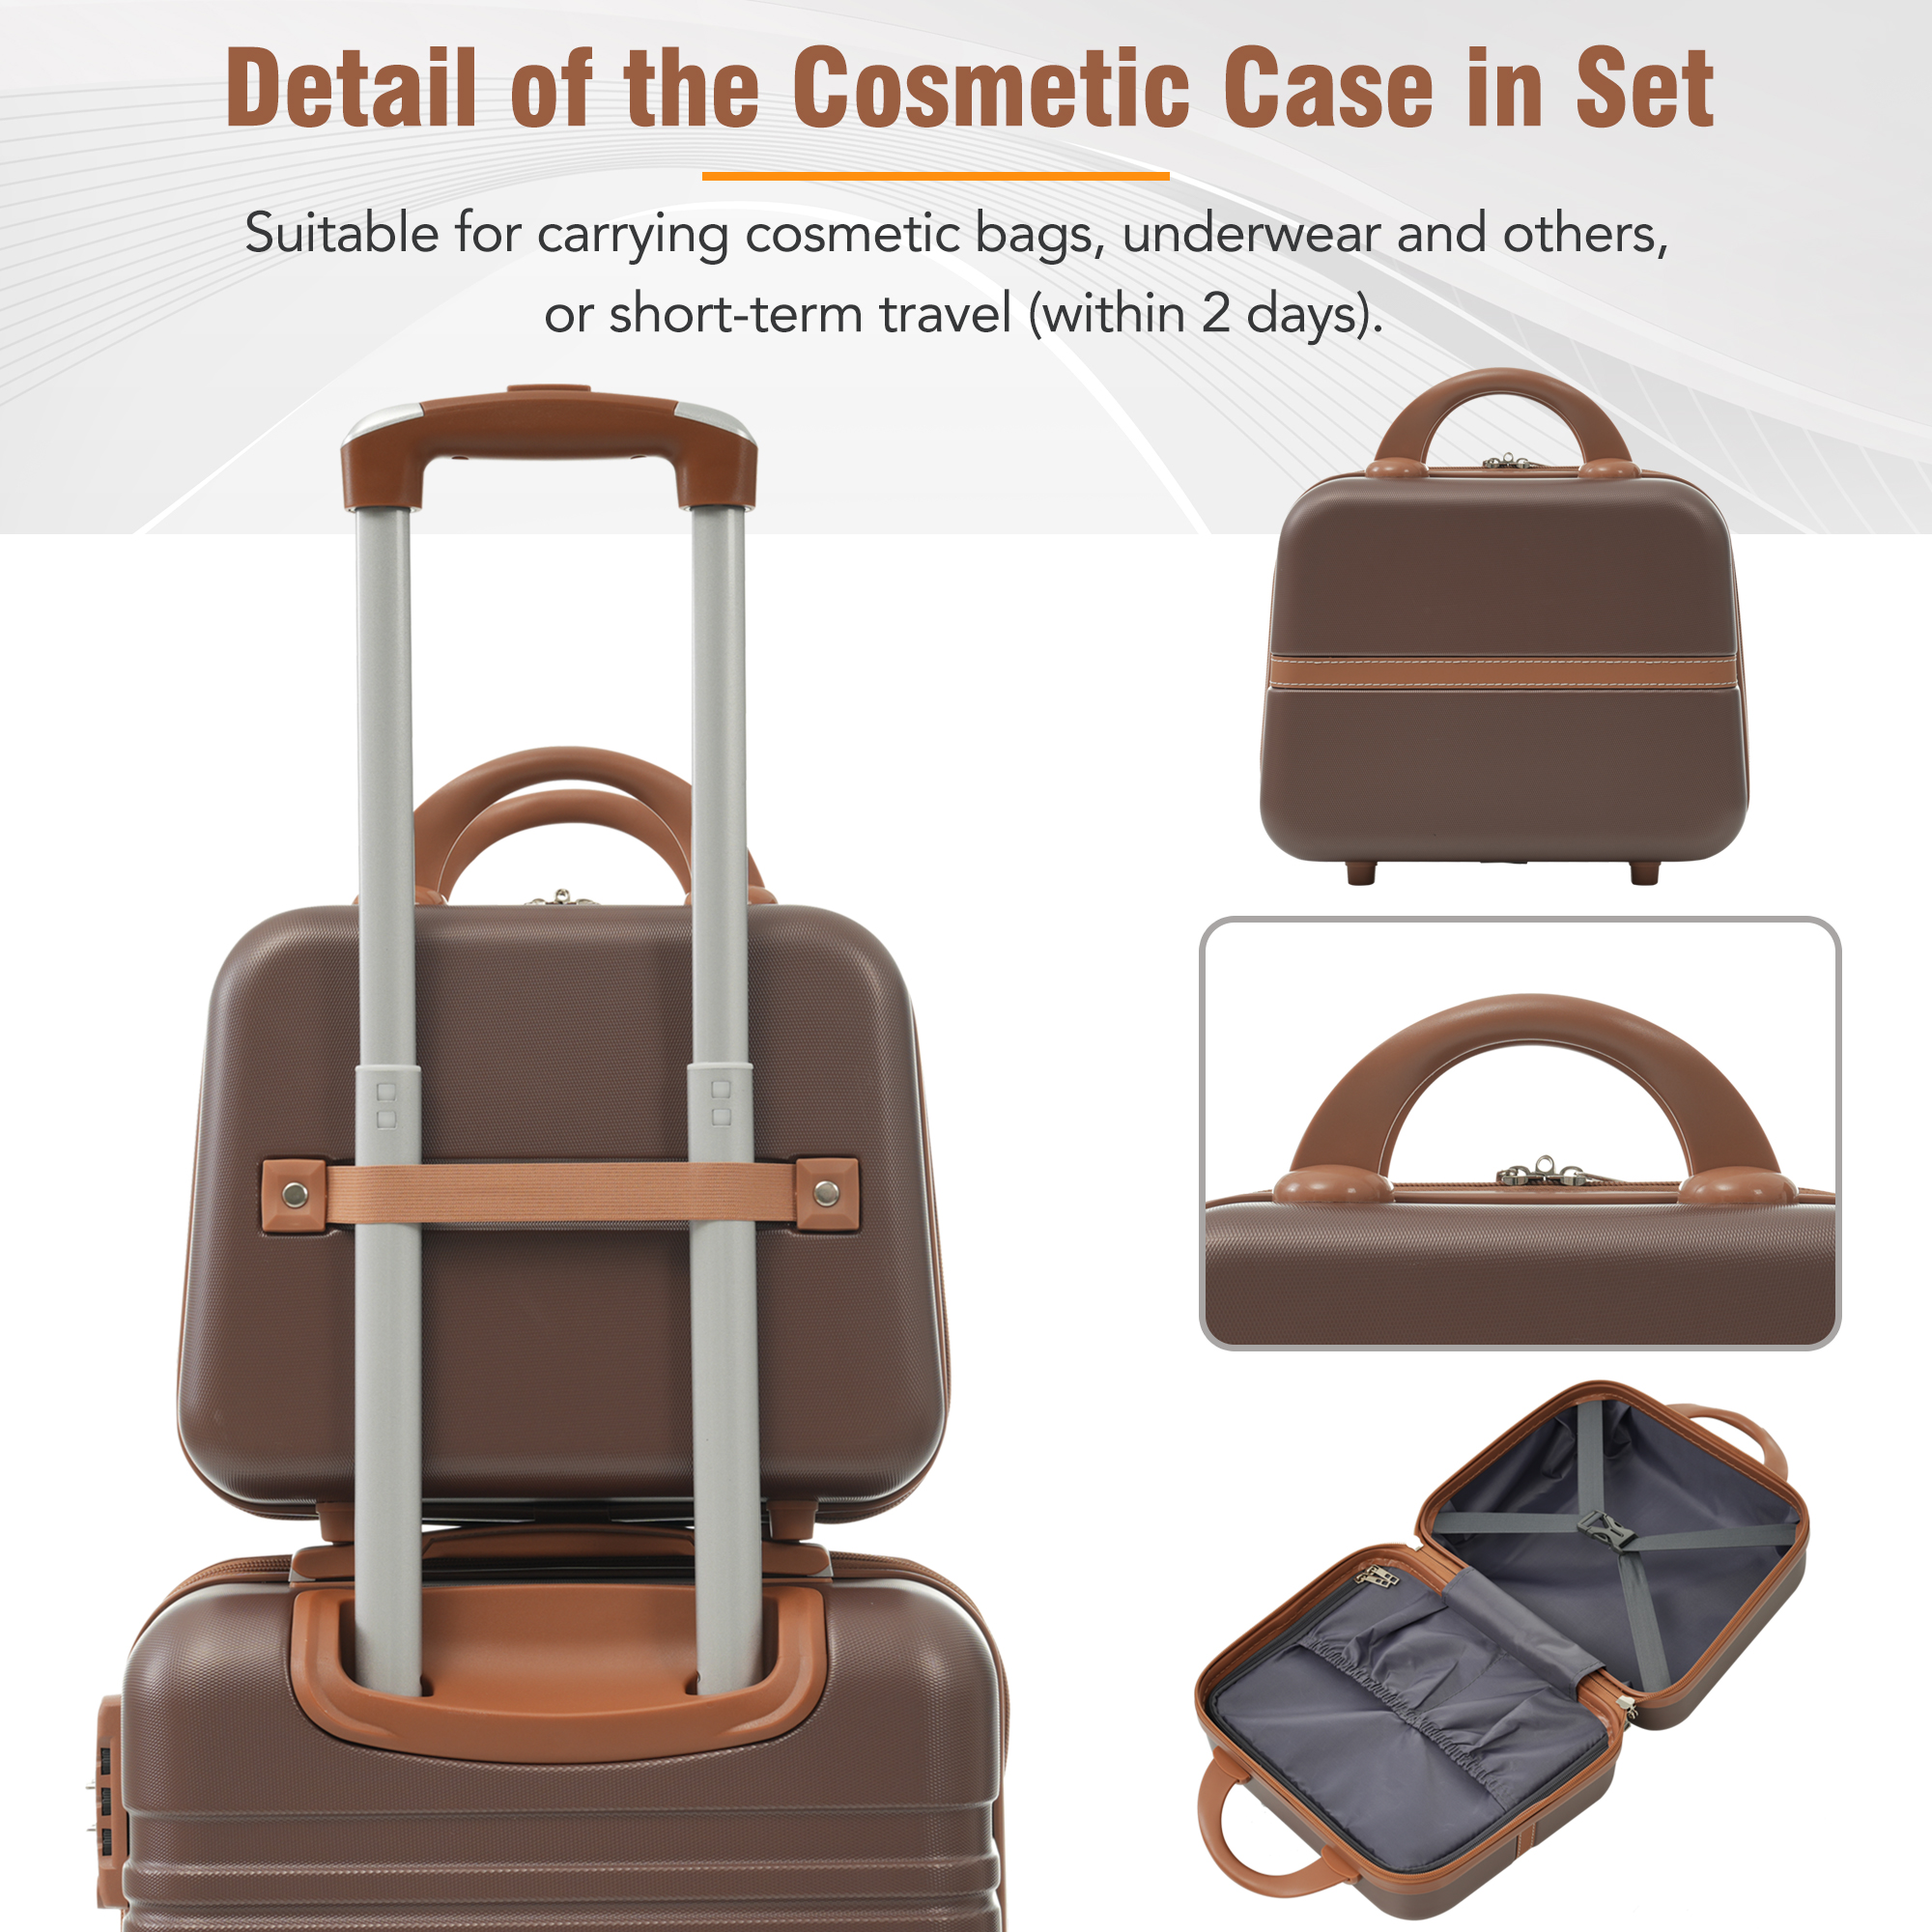 Detail of the Cosmetic Case in Set
Suitable for carrying cosmetic bags, underwear and others,
or short-term travel (within 2 days).